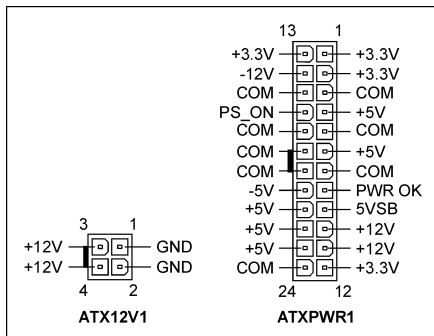 13 1
+3.3V +3.3V
-12V +3.3V
COM COM
PS_ON +5V
COM COM
COM +5V
COM COM
-5V PWR OK
+5V 5VSB
+5V +12V
+5V +12V
COM +3.3V
24 12
ATXPWR1
3 1
+12V GND
+12V GND
4 2
ATX12V1